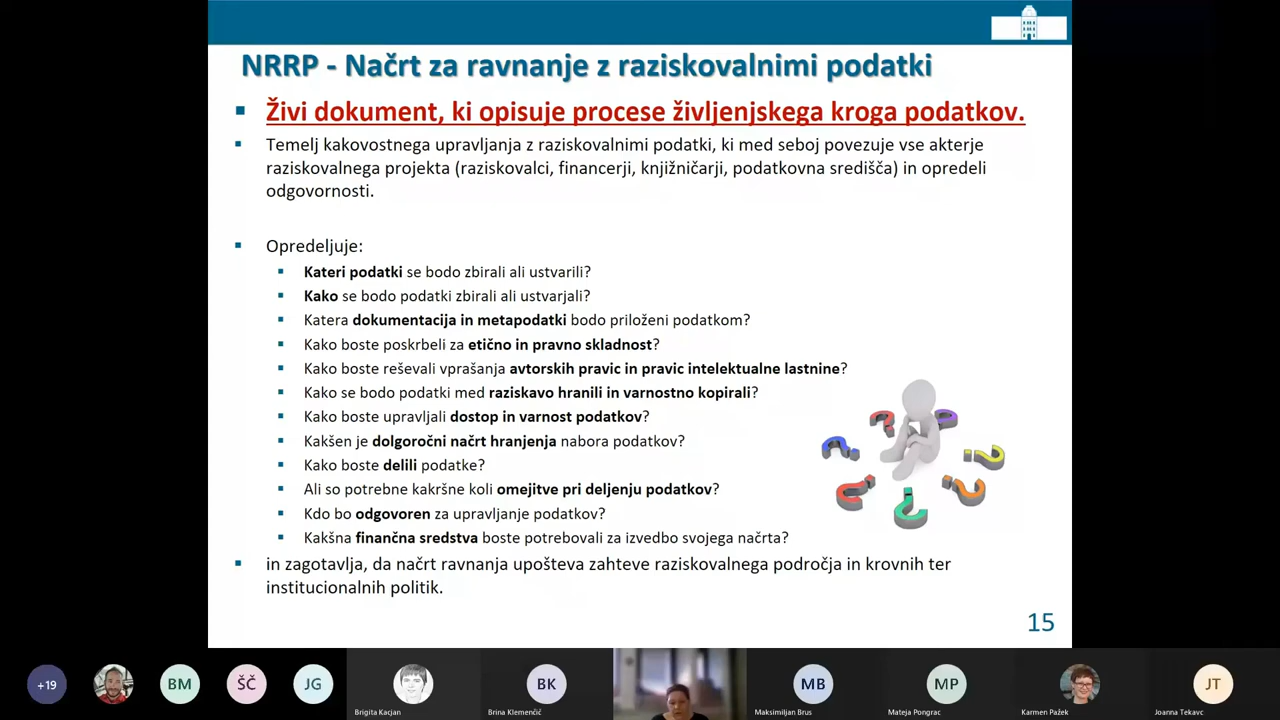 NRRP - Načrt za ravnanje z raziskovalnimi podatki
Živi dokument, ki opisuje procese življenjskega kroga podatkov.
Temelj kakovostnega upravljanja z raziskovalnimi podatki, ki med seboj povezuje vse akterje
raziskovalnega projekta (raziskovalci, financerji, knjižničarji, podatkovna središča) in opredeli
odgovornosti.
Opredeljuje:
Kateri podatki se bodo zbirali ali ustvarili?
Kako se bodo podatki zbirali ali ustvarjali?
Katera dokumentacija in metapodatki bodo priloženi podatkom?
Kako boste poskrbeli za etično in pravno skladnost?
Kako boste reševali vprašanja avtorskih pravic in pravic intelektualne lastnine?
Kako se bodo podatki med raziskavo hranili in varnostno kopirali?
Kako boste upravljali dostop in varnost podatkov?
Kakšen je dolgoročni načrt hranjenja nabora podatkov?
Kako boste delili podatke?
Ali so potrebne kakršne koli omejitve pri deljenju podatkov?
Kdo bo odgovoren za upravljanje podatkov?
Kakšna finančna sredstva boste potrebovali za izvedbo svojega načrta?
in zagotavlja, da načrt ravnanja upošteva zahteve raziskovalnega področja in krovnih ter
institucionalnih politik.
15
+19
BM
ŠČ
JG
BK
MB
MP
JT
Brigita Kacjan
Brina Klemenčič
Maksimiljan Brus
Mateja Pongrac
Karmen Pažek
Joanna Tekavc